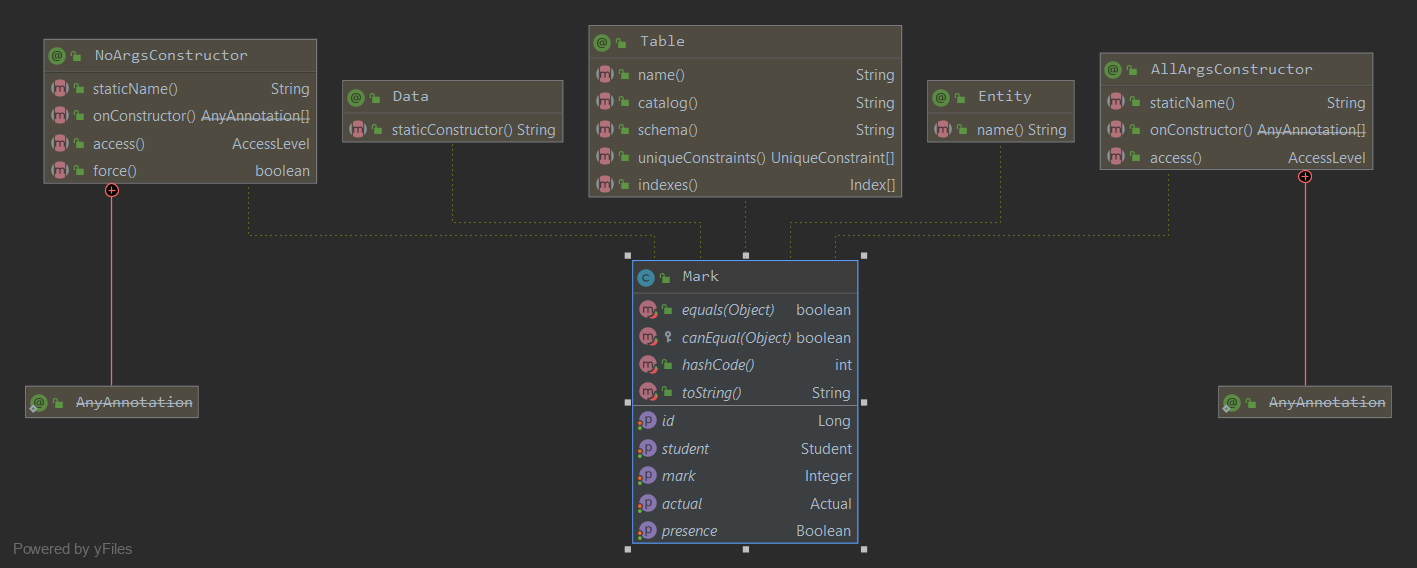 NoArgsConstructor
staticName() String
onConstructor() AnyAnnotation[]
access() AccessLevel
force() boolean
Data
staticConstructor() String
Table
name() String
catalog() String
schema() String
uniqueConstraints() UniqueConstraint[]
indexes() Index[]
Entity
name() String
AllArgsConstructor
staticName() String
onConstructor() AnyAnnotation[]
access() AccessLevel
Mark
equals(Object) boolean
canEqual(Object) boolean
hashCode() int
toString() String
id Long
student Student
mark Integer
actual Actual
presence Boolean
AnyAnnotation
AnyAnnotation
Powered by yFiles